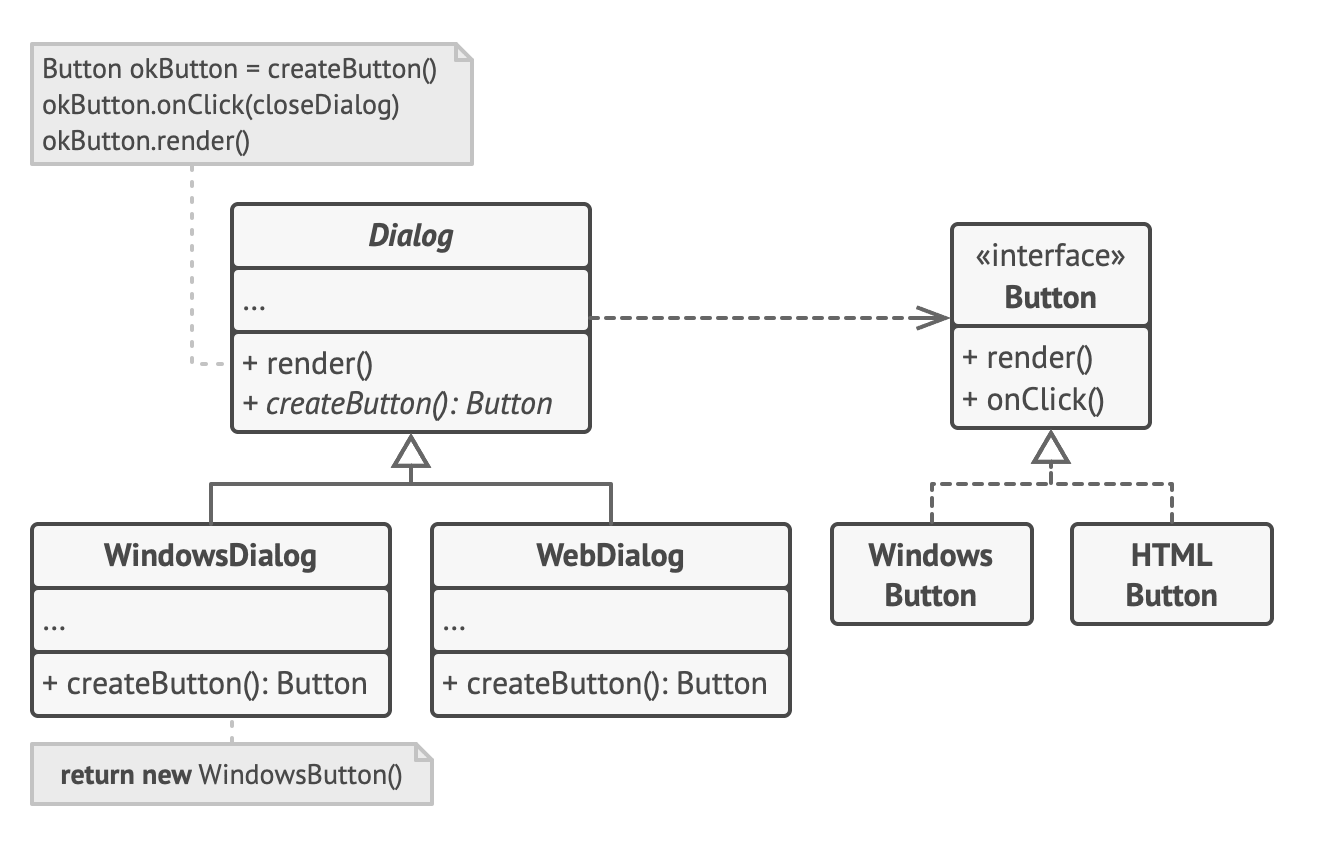 Button okButton = createButton()
okButton.onClick(closeDialog)
okButton.render()
Dialog
...
+ render()
+ createButton(): Button
«interface»
Button
+ render()
+ onClick()
WindowsDialog
...
+ createButton(): Button
return new WindowsButton()
WebDialog
...
+ createButton(): Button
Windows
Button
HTML
Button